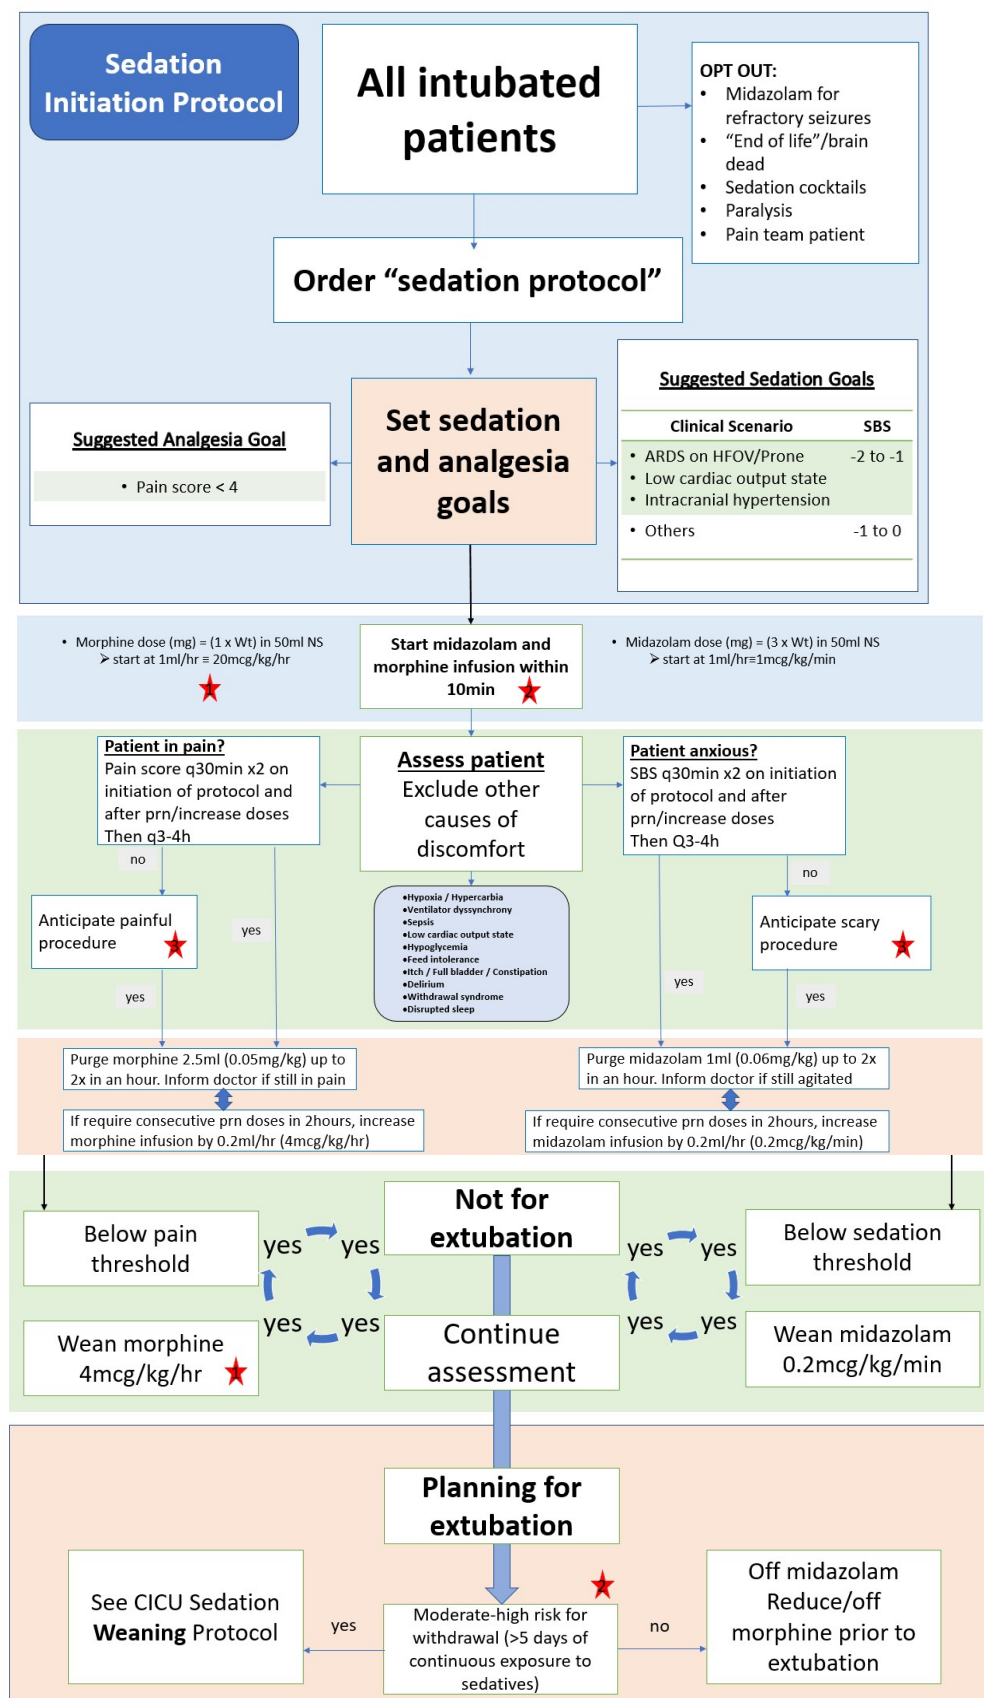 Sedation
Initiation Protocol
All intubated
patients
OPT OUT:
• Midazolam for
refractory seizures
• “End of life”/brain
dead
• Sedation cocktails
• Paralysis
• Pain team patient
Order “sedation protocol”
Set sedation
and analgesia
goals
Suggested Analgesia Goal
• Pain score < 4
Suggested Sedation Goals
Clinical Scenario SBS
• ARDS on HFOV/Prone -2 to -1
• Low cardiac output state
• Intracranial hypertension
• Others -1 to 0
• Morphine dose (mg) = (1 x Wt) in 50ml NS
➢ start at 1ml/hr ≡ 20mcg/kg/hr
1
Start midazolam and
morphine infusion within
10min 2
• Midazolam dose (mg) = (3 x Wt) in 50ml NS
➢ start at 1ml/hr≡1mcg/kg/min
Patient in pain?
Pain score q30min x2 on
initiation of protocol and
after prn/increase doses
Then q3-4h
Assess patient
Exclude other
causes of
discomfort
Patient anxious?
SBS q30min x2 on initiation
of protocol and after
prn/increase doses
Then Q3-4h
no
no
Anticipate painful
procedure 3
yes
yes
•Hypoxia / Hypercarbia
•Ventilator dyssynchrony
•Sepsis
•Low cardiac output state
•Hypoglycemia
•Feed intolerance
•Itch / Full bladder / Constipation
•Delirium
•Withdrawal syndrome
•Disrupted sleep
Anticipate scary
procedure 3
yes
yes
Purge morphine 2.5ml (0.05mg/kg) up to
2x in an hour. Inform doctor if still in pain
If require consecutive prn doses in 2hours, increase
morphine infusion by 0.2ml/hr (4mcg/kg/hr)
Purge midazolam 1ml (0.06mg/kg) up to 2x
in an hour. Inform doctor if still agitated
If require consecutive prn doses in 2hours, increase
midazolam infusion by 0.2ml/hr (0.2mcg/kg/min)
Below pain
threshold
yes yes
yes yes
Wean morphine
4mcg/kg/hr 1
Not for
extubation
Continue
assessment
yes yes
yes yes
Below sedation
threshold
Wean midazolam
0.2mcg/kg/min
Planning for
extubation
2
Moderate-high risk for
withdrawal (>5 days of
continuous exposure to
sedatives)
yes
See CICU Sedation
Weaning Protocol
no
Off midazolam
Reduce/off
morphine prior to
extubation